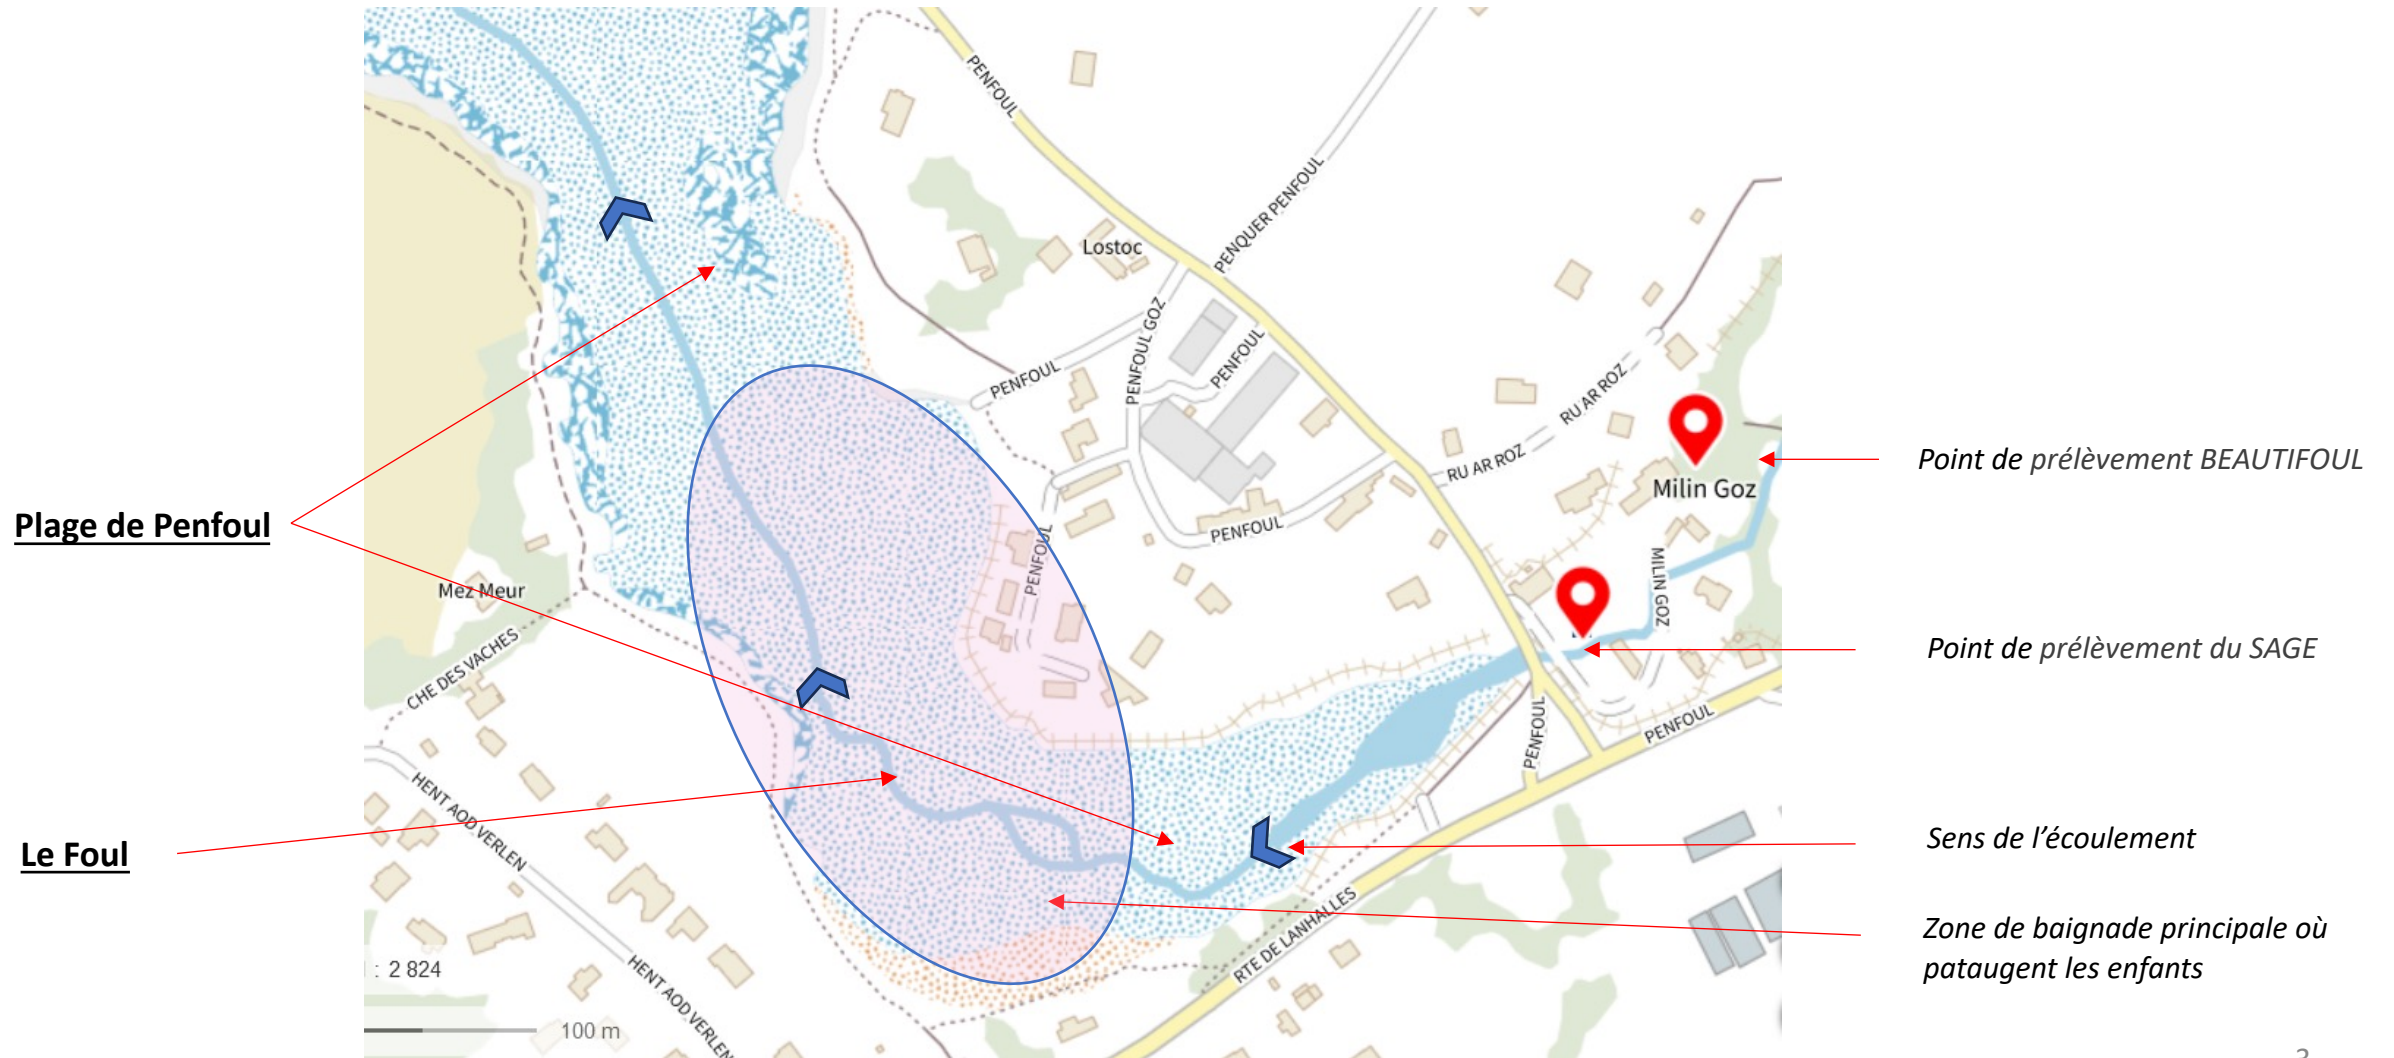 PENFOUL
PENQUER PENFOUL
Lostoc
PENFOUL GOZ
PENFOUL
PENFOUL
RU AR ROZ
RU AR ROZ
Milin Goz
Point de prélèvement BEAUTIFOUL
Plage de Penfoul
PENFOUL
PENFOUL
MILIN GOZ
Mez Meur
CHE DES VACHES
Point de prélèvement du SAGE
PENFOUL
PENFOUL
HENT AOD VERLEN
Le Foul
Sens de l’écoulement
RTE DE LANHALLES
Zone de baignade principale où
pataugent les enfants
: 2 824
HENT AOD VERLEN
100 m